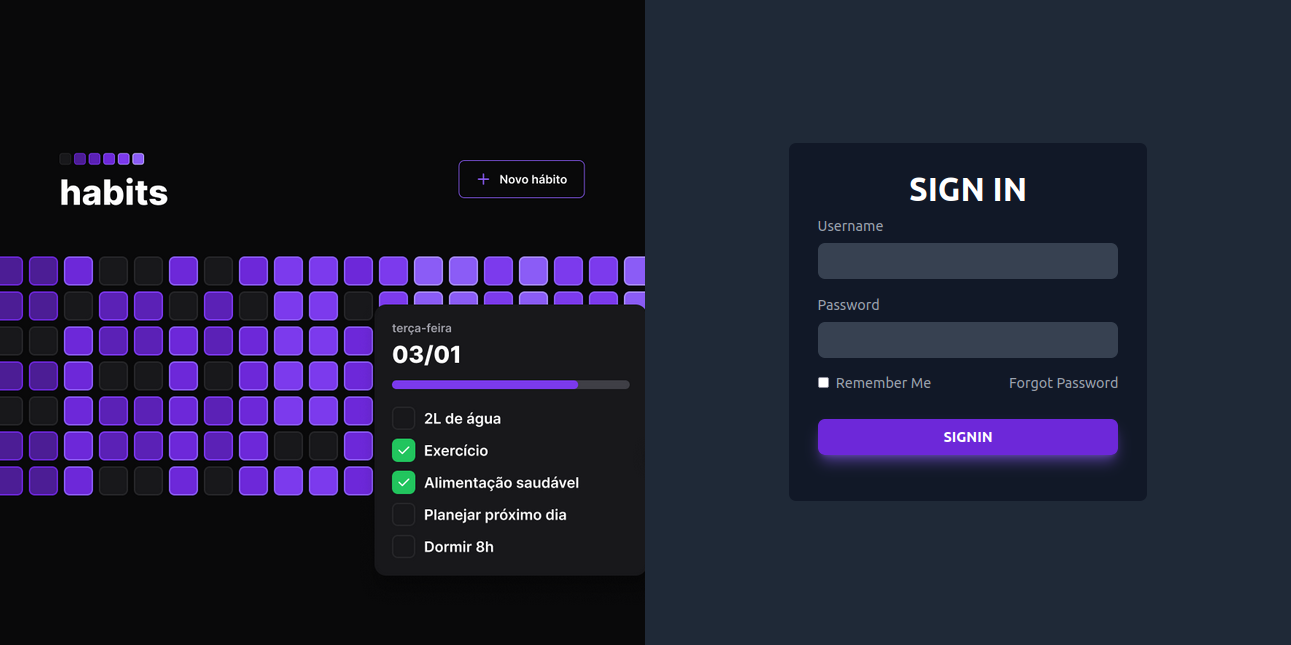 habits
+ Novo hábito
terça-feira
03/01
2L de água
Exercício
Alimentação saudável
Planejar próximo dia
Dormir 8h
SIGN IN
Username
Password
Remember Me
Forgot Password
SIGNIN